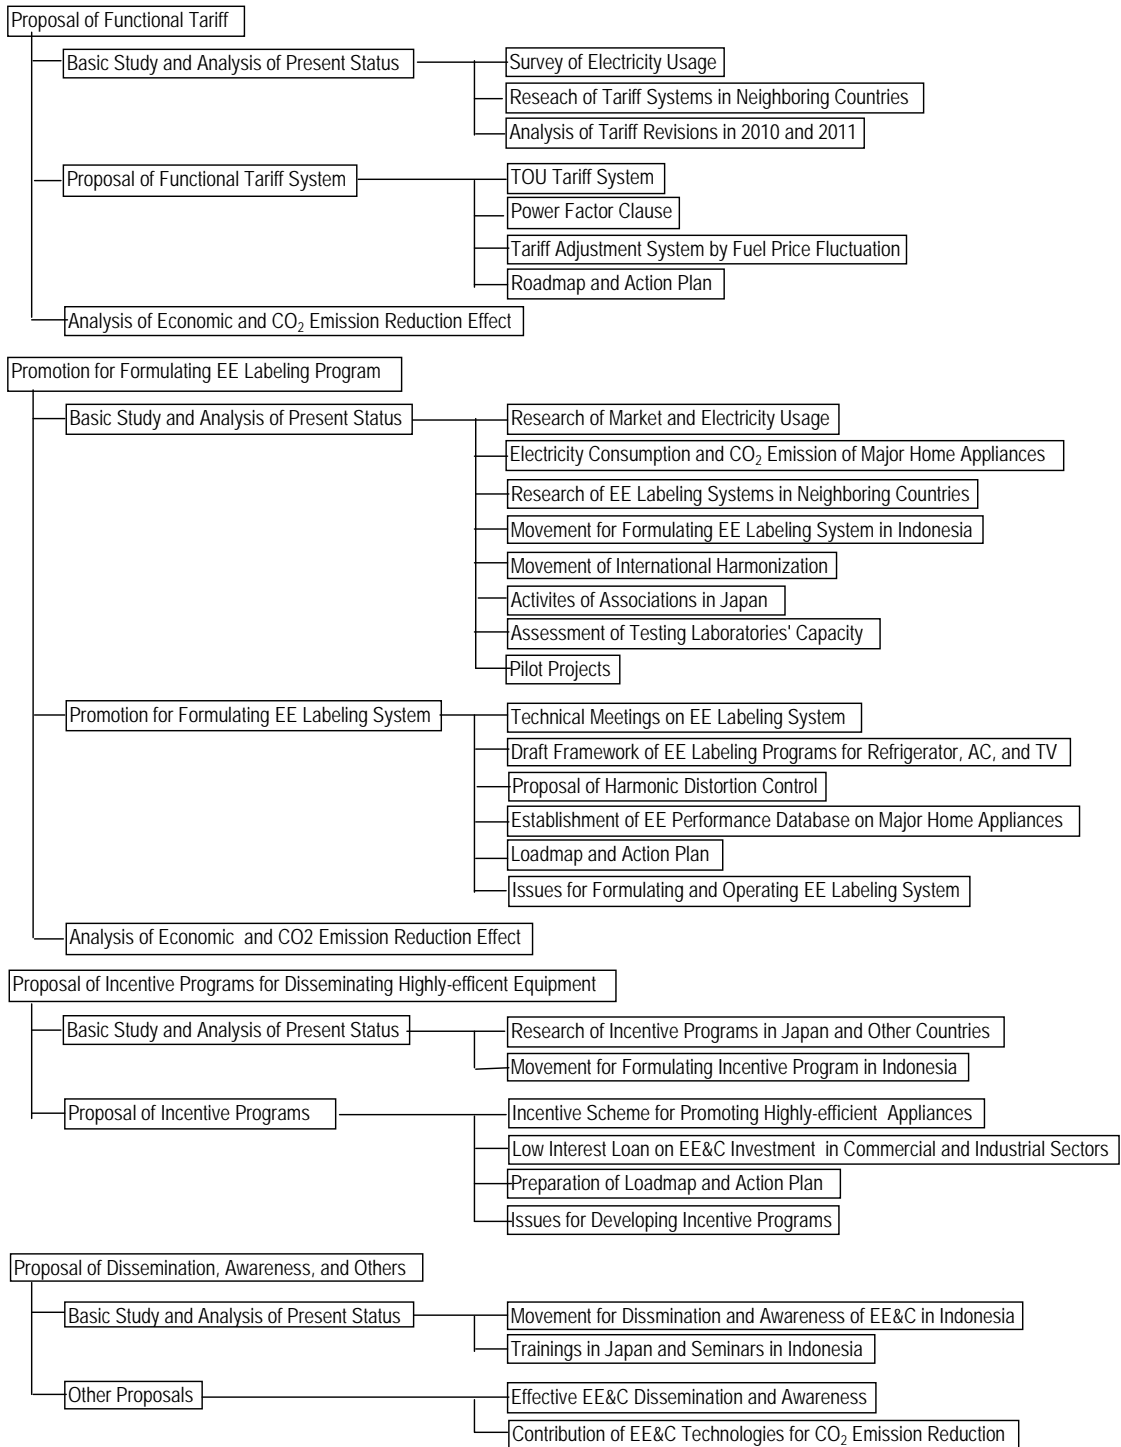 Proposal of Functional Tariff
Basic Study and Analysis of Present Status
Survey of Electricity Usage
Reseach of Tariff Systems in Neighboring Countries
Analysis of Tariff Revisions in 2010 and 2011
Proposal of Functional Tariff System
TOU Tariff System
Power Factor Clause
Tariff Adjustment System by Fuel Price Fluctuation
Roadmap and Action Plan
Analysis of Economic and CO₂ Emission Reduction Effect
Promotion for Formulating EE Labeling Program
Basic Study and Analysis of Present Status
Research of Market and Electricity Usage
Electricity Consumption and CO₂ Emission of Major Home Appliances
Research of EE Labeling Systems in Neighboring Countries
Movement for Formulating EE Labeling System in Indonesia
Movement of International Harmonization
Activites of Associations in Japan
Assessment of Testing Laboratories' Capacity
Pilot Projects
Promotion for Formulating EE Labeling System
Technical Meetings on EE Labeling System
Draft Framework of EE Labeling Programs for Refrigerator, AC, and TV
Proposal of Harmonic Distortion Control
Establishment of EE Performance Database on Major Home Appliances
Loadmap and Action Plan
Issues for Formulating and Operating EE Labeling System
Analysis of Economic and CO2 Emission Reduction Effect
Proposal of Incentive Programs for Disseminating Highly-efficent Equipment
Basic Study and Analysis of Present Status
Research of Incentive Programs in Japan and Other Countries
Movement for Formulating Incentive Program in Indonesia
Proposal of Incentive Programs
Incentive Scheme for Promoting Highly-efficient Appliances
Low Interest Loan on EE&C Investment in Commercial and Industrial Sectors
Preparation of Loadmap and Action Plan
Issues for Developing Incentive Programs
Proposal of Dissemination, Awareness, and Others
Basic Study and Analysis of Present Status
Movement for Dissmination and Awareness of EE&C in Indonesia
Trainings in Japan and Seminars in Indonesia
Other Proposals
Effective EE&C Dissemination and Awareness
Contribution of EE&C Technologies for CO₂ Emission Reduction